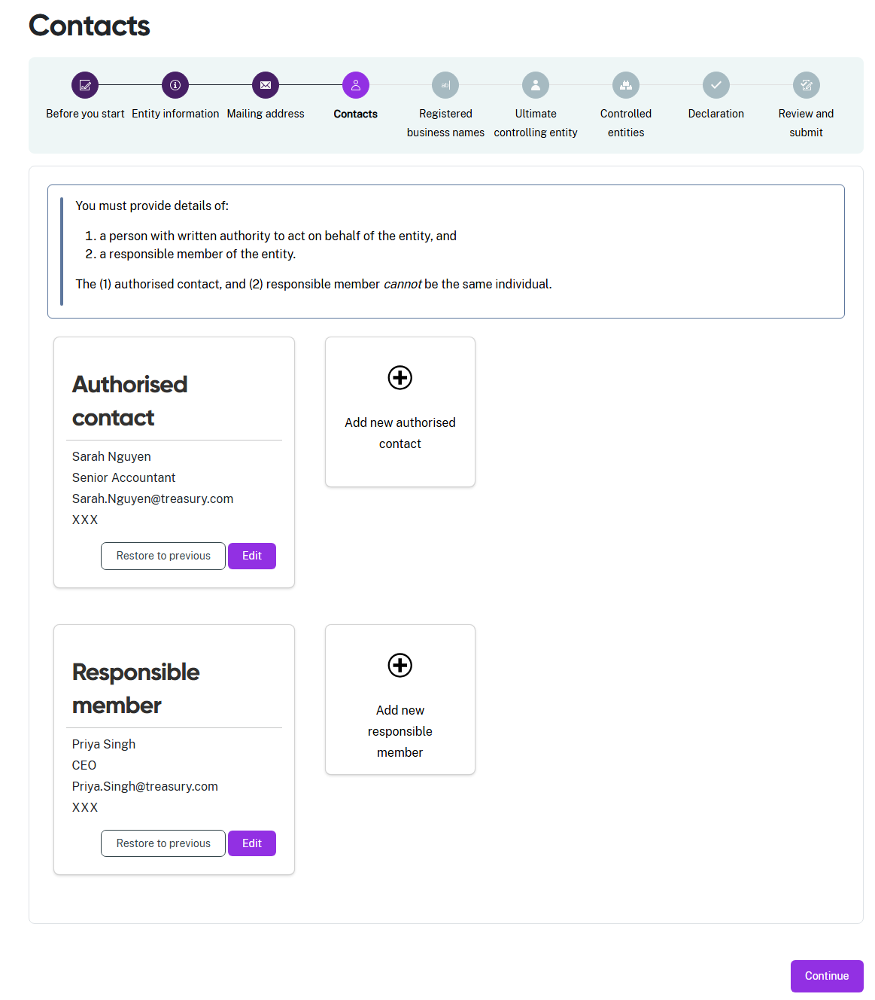 Contacts
Before you start
Entity information
Mailing address
Contacts
ab
Registered
business names
Ultimate
controlling entity
Controlled
entities
Declaration
Review and
submit
You must provide details of:
1. a person with written authority to act on behalf of the entity, and
2. a responsible member of the entity.
The (1) authorised contact, and (2) responsible member cannot be the same individual.
Authorised
contact
Sarah Nguyen
Senior Accountant
Sarah.Nguyen@treasury.com
XXX
Restore to previous
Edit
Add new authorised
contact
Responsible
member
Priya Singh
CEO
Priya.Singh@treasury.com
XXX
Restore to previous
Edit
Add new
responsible
member
Continue